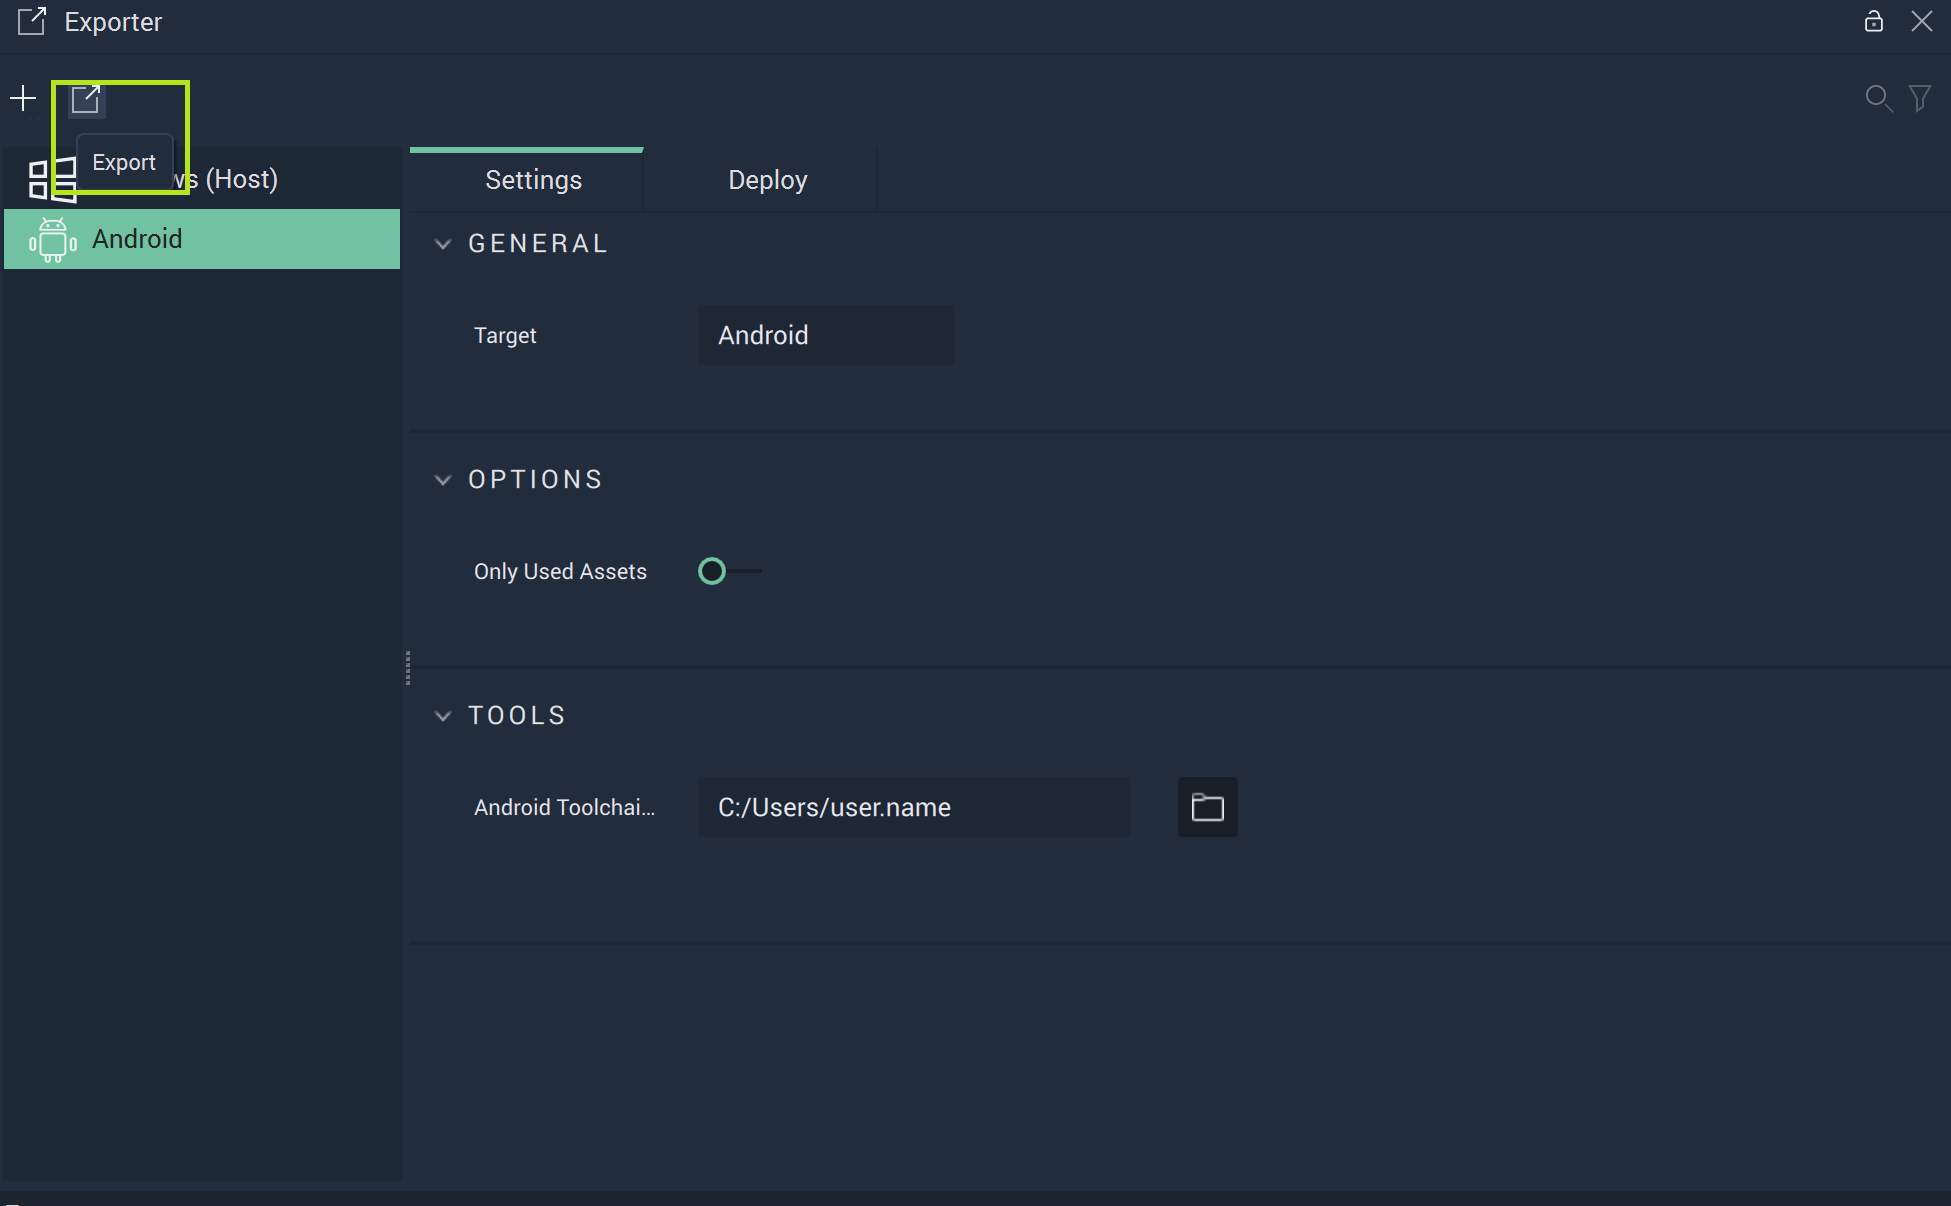 Exporter
Export
(Host)
Android
Settings
Deploy
GENERAL
Target
Android
OPTIONS
Only Used Assets
TOOLS
Android Toolchai...
C:/Users/user.name